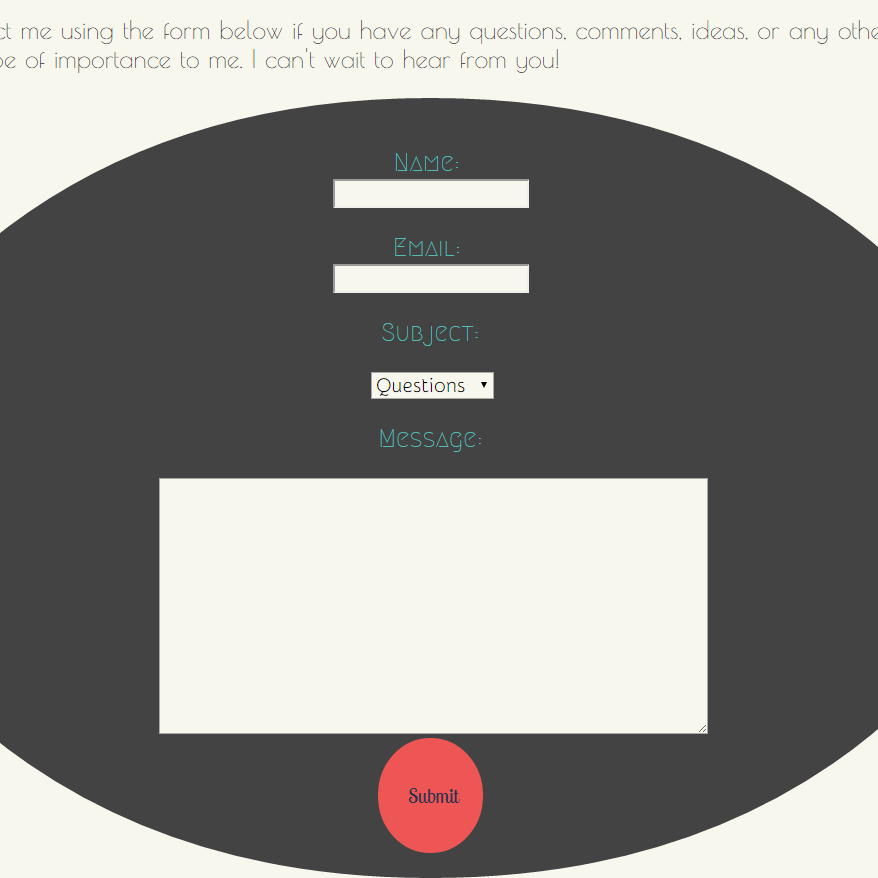 ct me using the form below if you have any questions, comments, ideas, or any othe
be of importance to me. I can't wait to hear from you!
Name:
Email:
Subject:
Questions
Message:
Submit